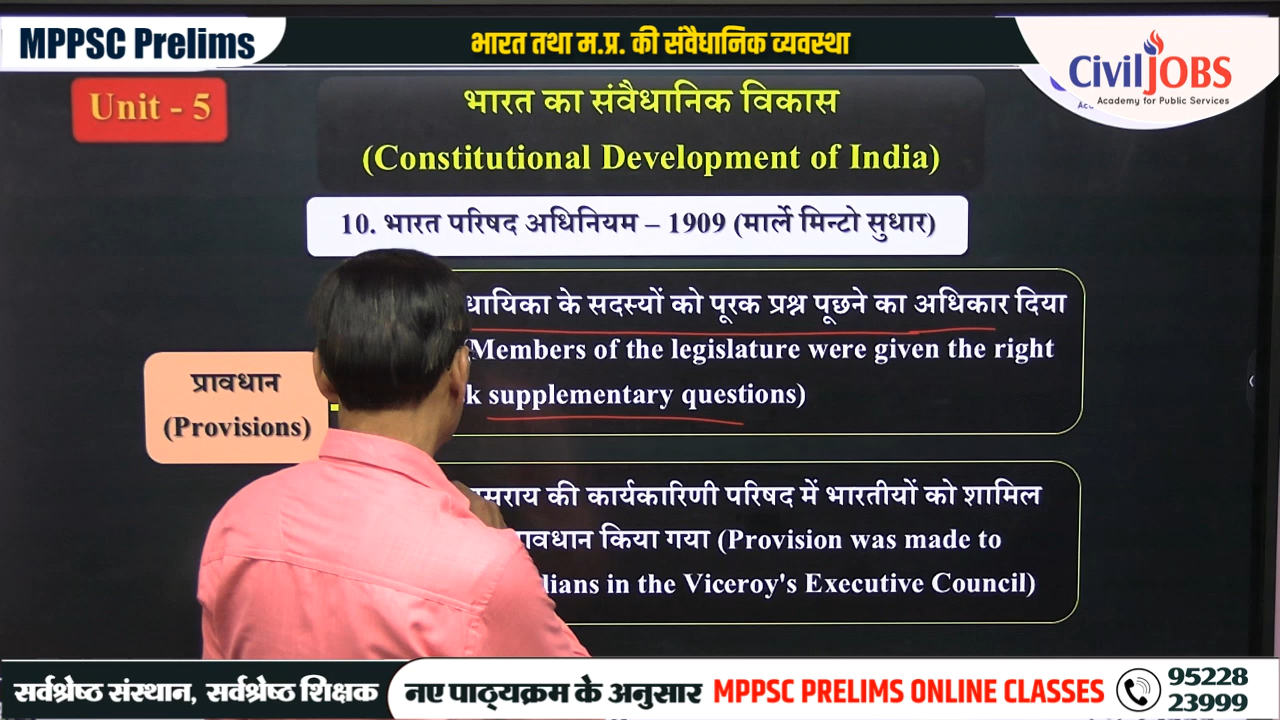 MPPSC Prelims
भारत तथा म.प्र. की संवैधानिक व्यवस्था
CivilJOBS
Academy for Public Services
Unit - 5
भारत का संवैधानिक विकास
(Constitutional Development of India)
10. भारत परिषद अधिनियम – 1909 (मार्ले मिन्टो सुधार)
प्रावधान
(Provisions)
धायिका के सदस्यों को पूरक प्रश्न पूछने का अधिकार दिया
(Members of the legislature were given the right
k supplementary questions)
सराय की कार्यकारिणी परिषद में भारतीयों को शामिल
किया गया (Provision was made to
dians in the Viceroy's Executive Council)
सर्वश्रेष्ठ संस्थान, सर्वश्रेष्ठ शिक्षक
नए पाठ्यक्रम के अनुसार MPPSC PRELIMS ONLINE CLASSES
95228
23999